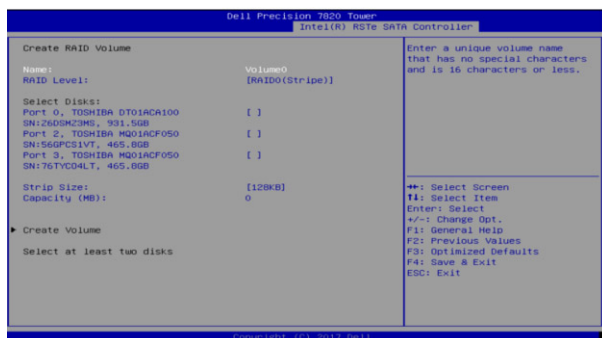 Dell Precision 7820 Tower
Intel(R) RSTe SATA Controller
Create RAID Volume
Name: Volume0
RAID Level: [RAID0(Stripe)]
Select Disks:
Port 0, TOSHIBA DT01ACA100 [ ]
SN:26DSMZ3MS, 931.5GB
Port 2, TOSHIBA MQ01ACF050 [ ]
SN:56GPCS1VT, 465.8GB
Port 3, TOSHIBA MQ01ACF050 [ ]
SN:76TYC04LT, 465.8GB
Strip Size: [128KB]
Capacity (MB): 0
▶ Create Volume
Select at least two disks
Enter a unique volume name
that has no special characters
and is 16 characters or less.
→←: Select Screen
↑↓: Select Item
Enter: Select
+/-: Change Opt.
F1: General Help
F2: Previous Values
F3: Optimized Defaults
F4: Save & Exit
ESC: Exit
Copyright (C) 2017 Dell